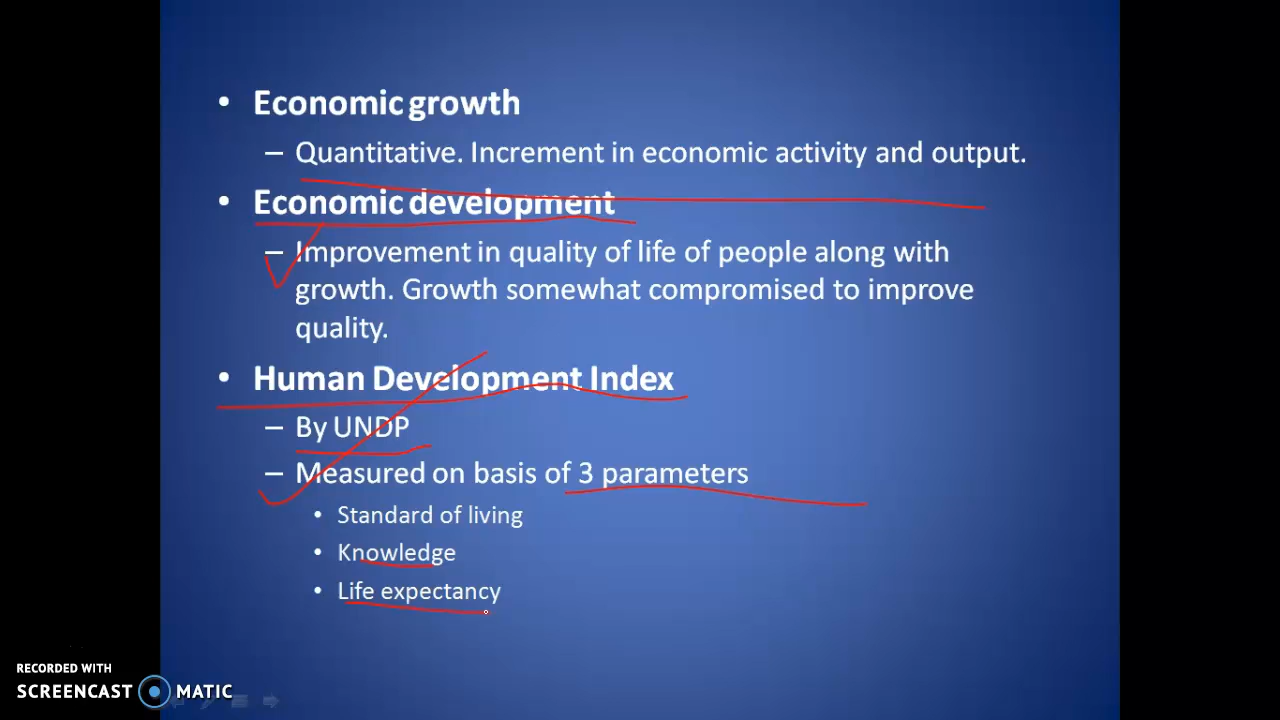 • Economic growth
– Quantitative. Increment in economic activity and output.
• Economic development
– Improvement in quality of life of people along with
growth. Growth somewhat compromised to improve
quality.
• Human Development Index
– By UNDP
– Measured on basis of 3 parameters
• Standard of living
• Knowledge
• Life expectancy
RECORDED WITH
SCREENCAST MATIC